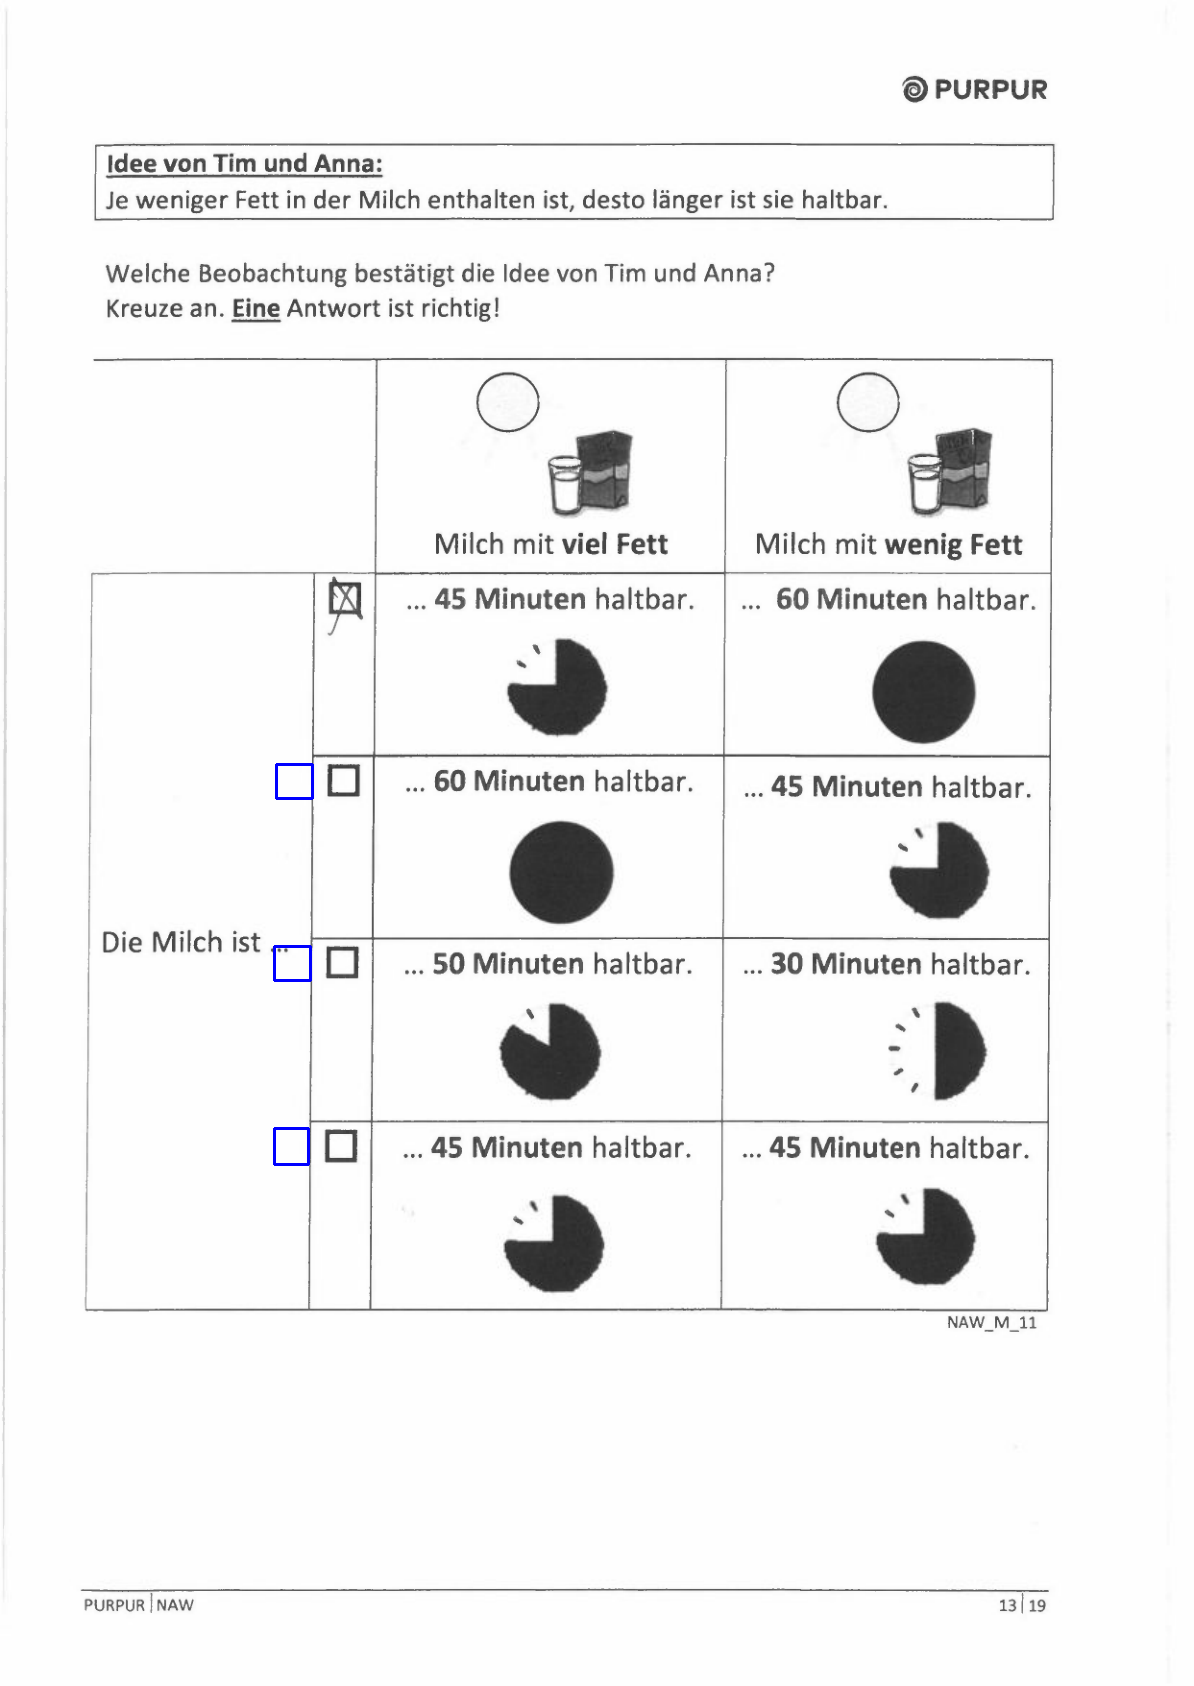 PURPUR
Idee von Tim und Anna:
Je weniger Fett in der Milch enthalten ist, desto länger ist sie haltbar.
Welche Beobachtung bestätigt die Idee von Tim und Anna?
Kreuze an. Eine Antwort ist richtig!
Milch mit viel Fett
Milch mit wenig Fett
... 45 Minuten haltbar.
... 60 Minuten haltbar.
... 60 Minuten haltbar.
... 45 Minuten haltbar.
Die Milch ist ...
... 50 Minuten haltbar.
... 30 Minuten haltbar.
... 45 Minuten haltbar.
... 45 Minuten haltbar.
NAW_M_11
PURPUR | NAW
13 | 19